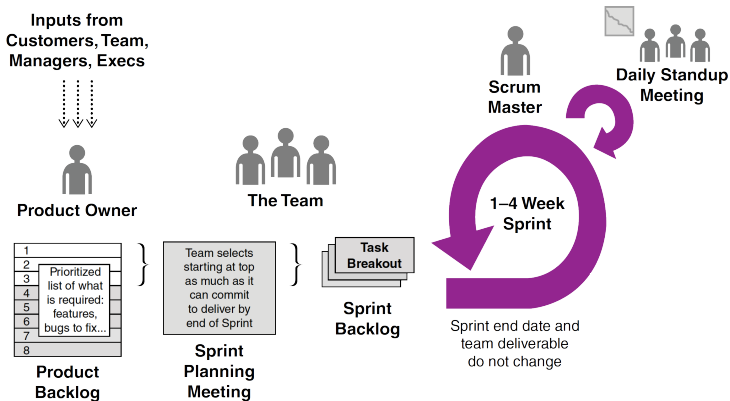 Inputs from
Customers, Team,
Managers, Execs
Product Owner
The Team
Scrum
Master
Daily Standup
Meeting
1–4 Week
Sprint
1
2
3
4
5
6
7
8
Prioritized
list of what
is required:
features,
bugs to fix...
Product
Backlog
Team selects
starting at top
as much as it
can commit
to deliver by
end of Sprint
Sprint
Planning
Meeting
Task
Breakout
Sprint
Backlog
Sprint end date and
team deliverable
do not change